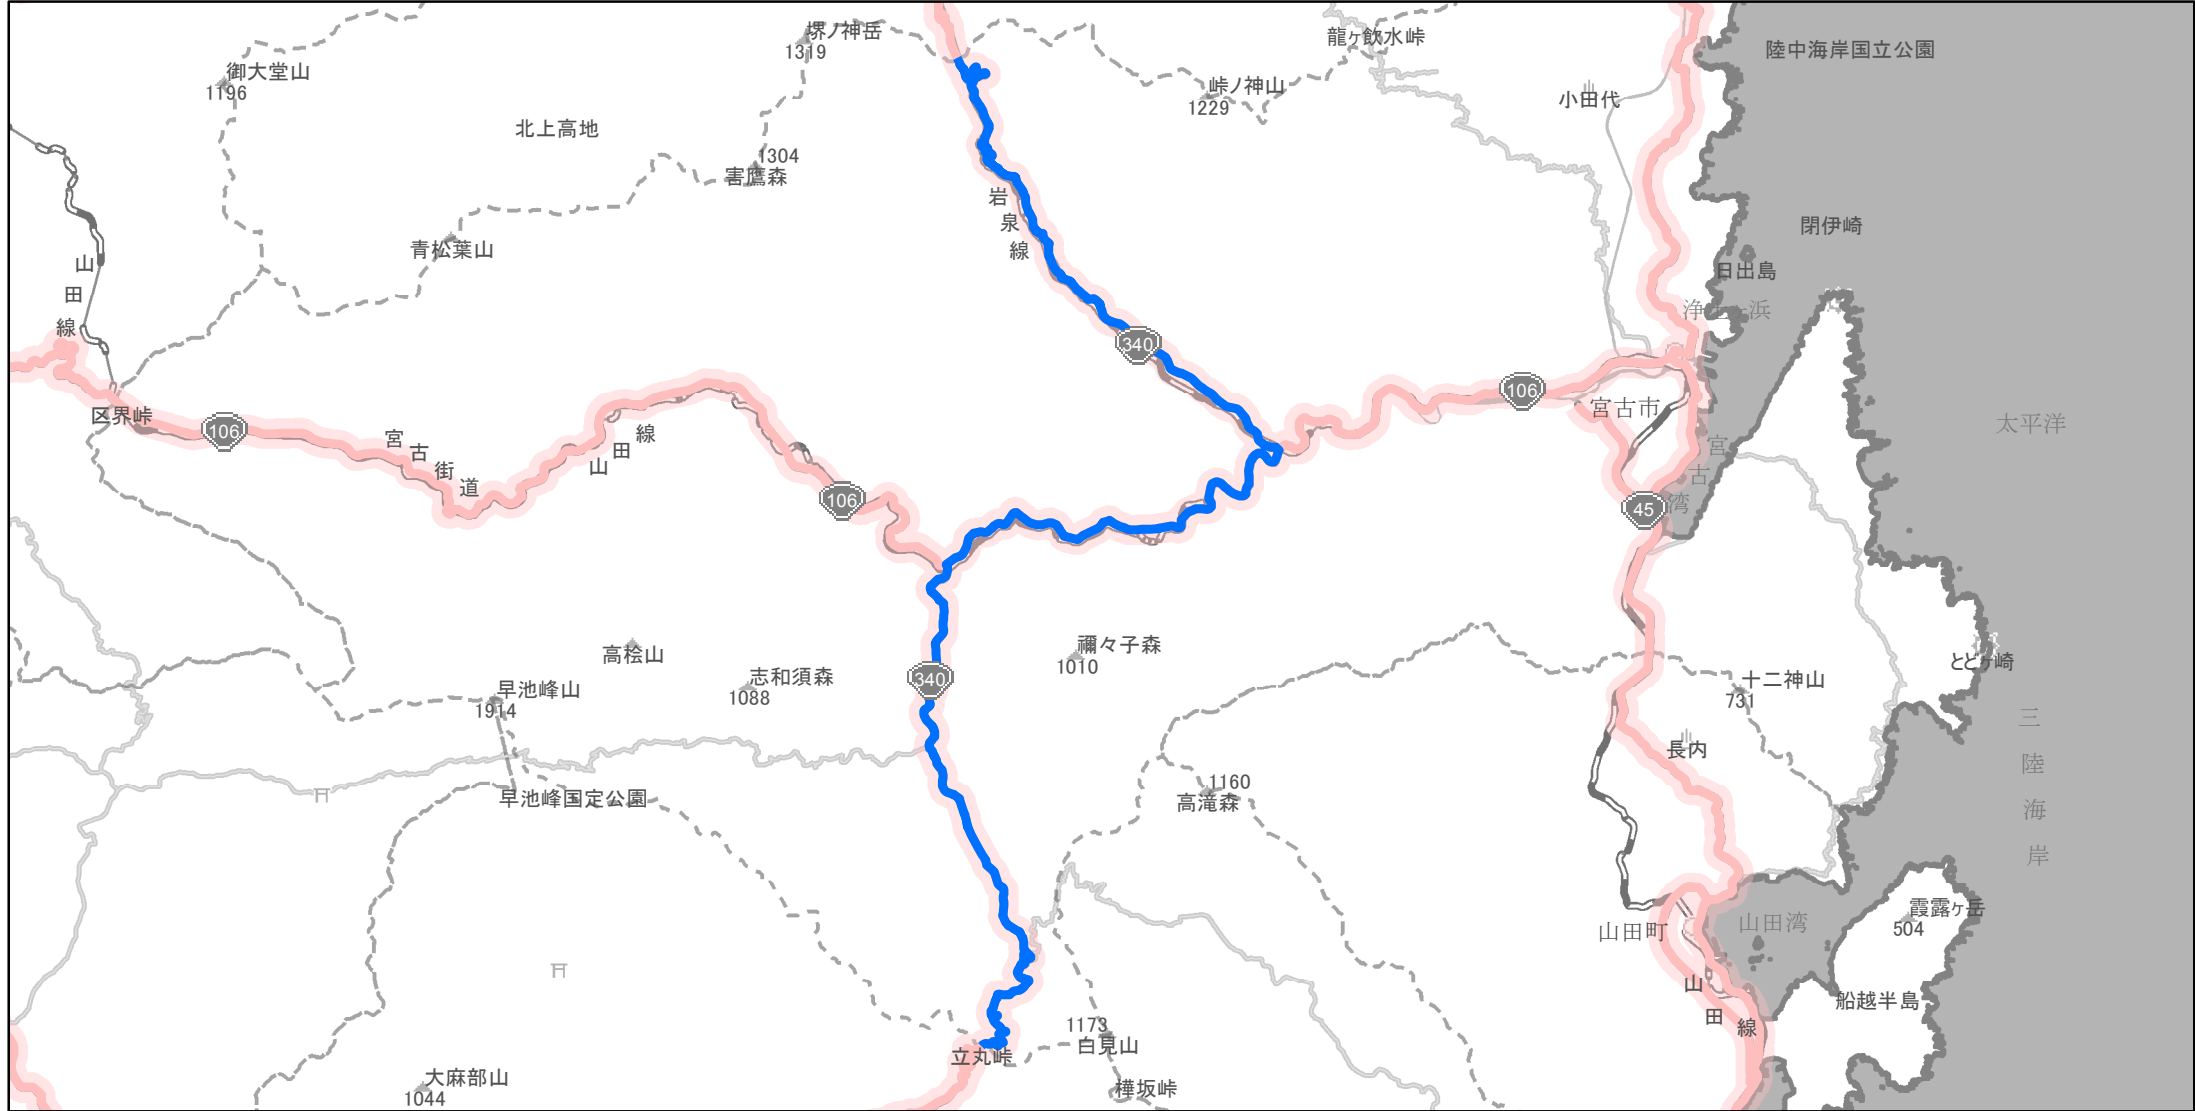 堺ノ神岳
1319
龍ヶ飲水峠
陸中海岸国立公園
御大堂山
1196
峠ノ神山
1229
小田代
北上高地
1304
害鷹森
岩泉線
閉伊崎
青松葉山
山田線
日出島
浄土ヶ浜
340
区界峠
106
宮古街道
山田線
106
宮古市
太平洋
宮古湾
106
45
禰々子森
1010
高桧山
340
志和須森
1088
早池峰山
1914
とどヶ崎
十二神山
731
三陸海岸
長内
1160
高滝森
早池峰国定公園
霞露ヶ岳
504
山田町
山田湾
船越半島
山田線
1173
白見山
立丸峠
大麻部山
1044
樺坂峠